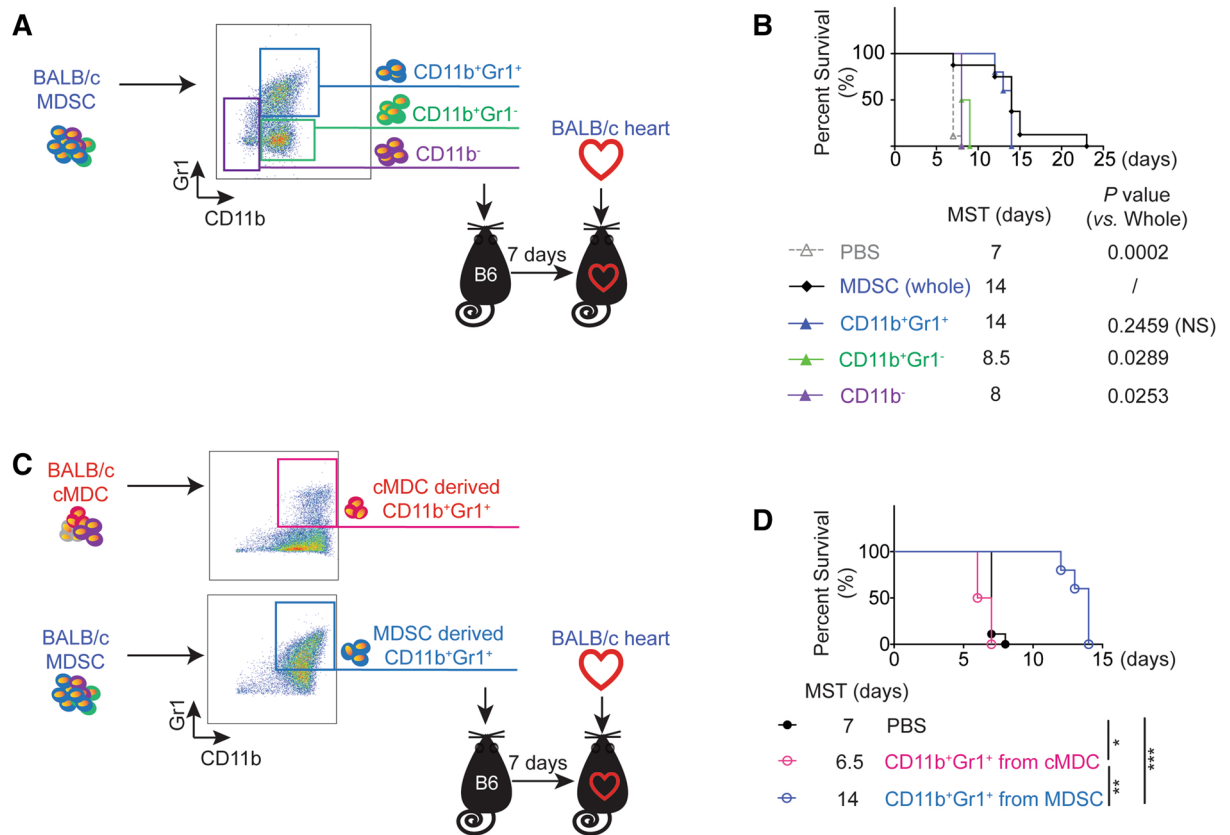 A
BALB/c
MDSC
Gr1
CD11b
CD11b⁺Gr1⁺
CD11b⁺Gr1⁻
CD11b⁻
BALB/c heart
B6
7 days
B
Percent Survival
(%)
100
50
0 5 10 15 20 25 (days)
MST (days) P value
(vs. Whole)
PBS 7 0.0002
MDSC (whole) 14 /
CD11b⁺Gr1⁺ 14 0.2459 (NS)
CD11b⁺Gr1⁻ 8.5 0.0289
CD11b⁻ 8 0.0253
C
BALB/c
cMDC
cMDC derived
CD11b⁺Gr1⁺
BALB/c
MDSC
MDSC derived
CD11b⁺Gr1⁺
Gr1
CD11b
BALB/c heart
B6
7 days
D
Percent Survival
(%)
100
50
0
0 5 10 15 (days)
MST (days)
7 PBS
6.5 CD11b⁺Gr1⁺ from cMDC
14 CD11b⁺Gr1⁺ from MDSC
*
**
***